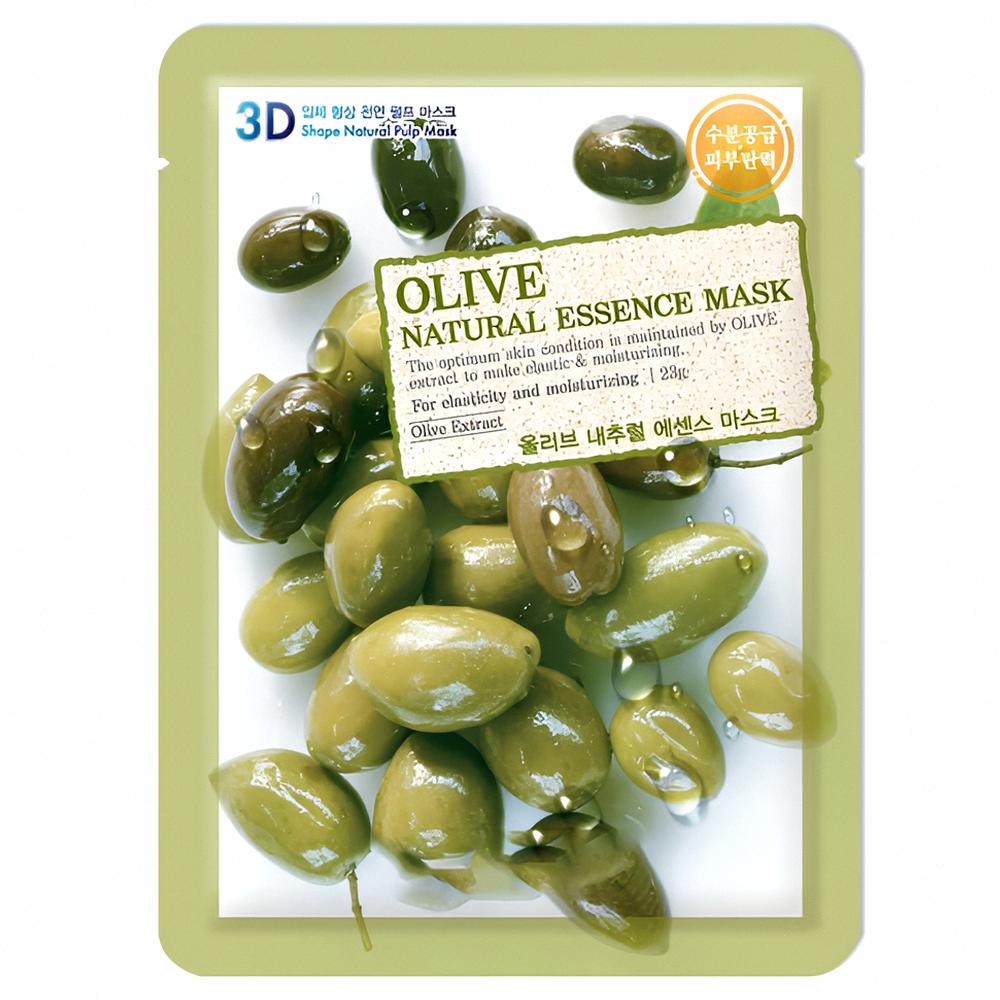 3D 입체 형상 천연 펄프 마스크
Shape Natural Pulp Mask
수분공급
피부탄력
OLIVE
NATURAL ESSENCE MASK
The optimum skin condition is maintained by OLIVE
extract to make elastic & moisturizing.
For elasticity and moisturizing | 23g
Olive Extract
올리브 내추럴 에센스 마스크